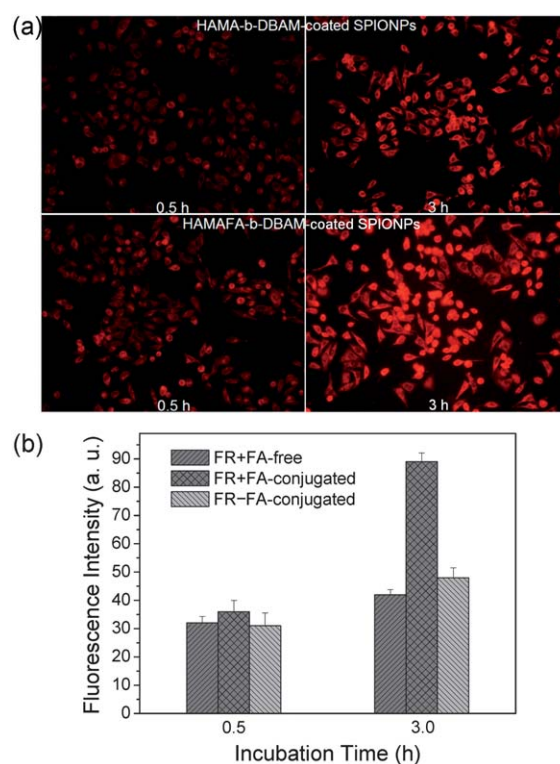 (a)
HAMA-b-DBAM-coated SPIONPs
0.5 h
3 h
HAMAFA-b-DBAM-coated SPIONPs
0.5 h
3 h
(b)
Fluorescence Intensity (a. u.)
90
80
70
60
50
40
30
20
10
0
FR+FA-free
FR+FA-conjugated
FR−FA-conjugated
0.5
3.0
Incubation Time (h)